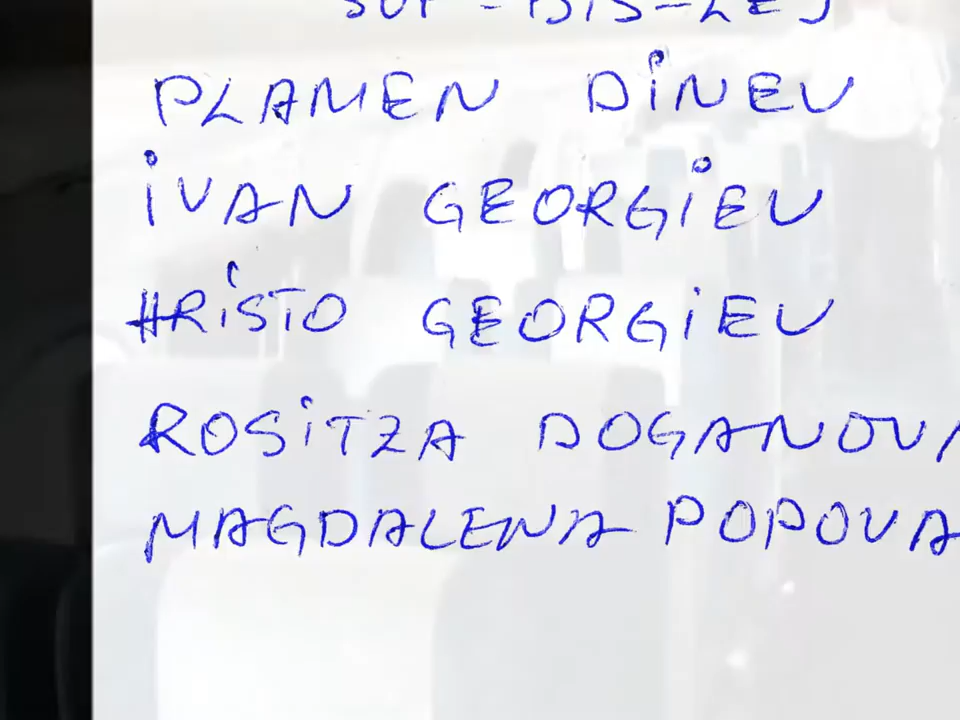 PLAMEN DINEV
IVAN GEORGIEV
HRISTO GEORGIEV
ROSITZA DOGANOVA
MAGDALENA POPOVA